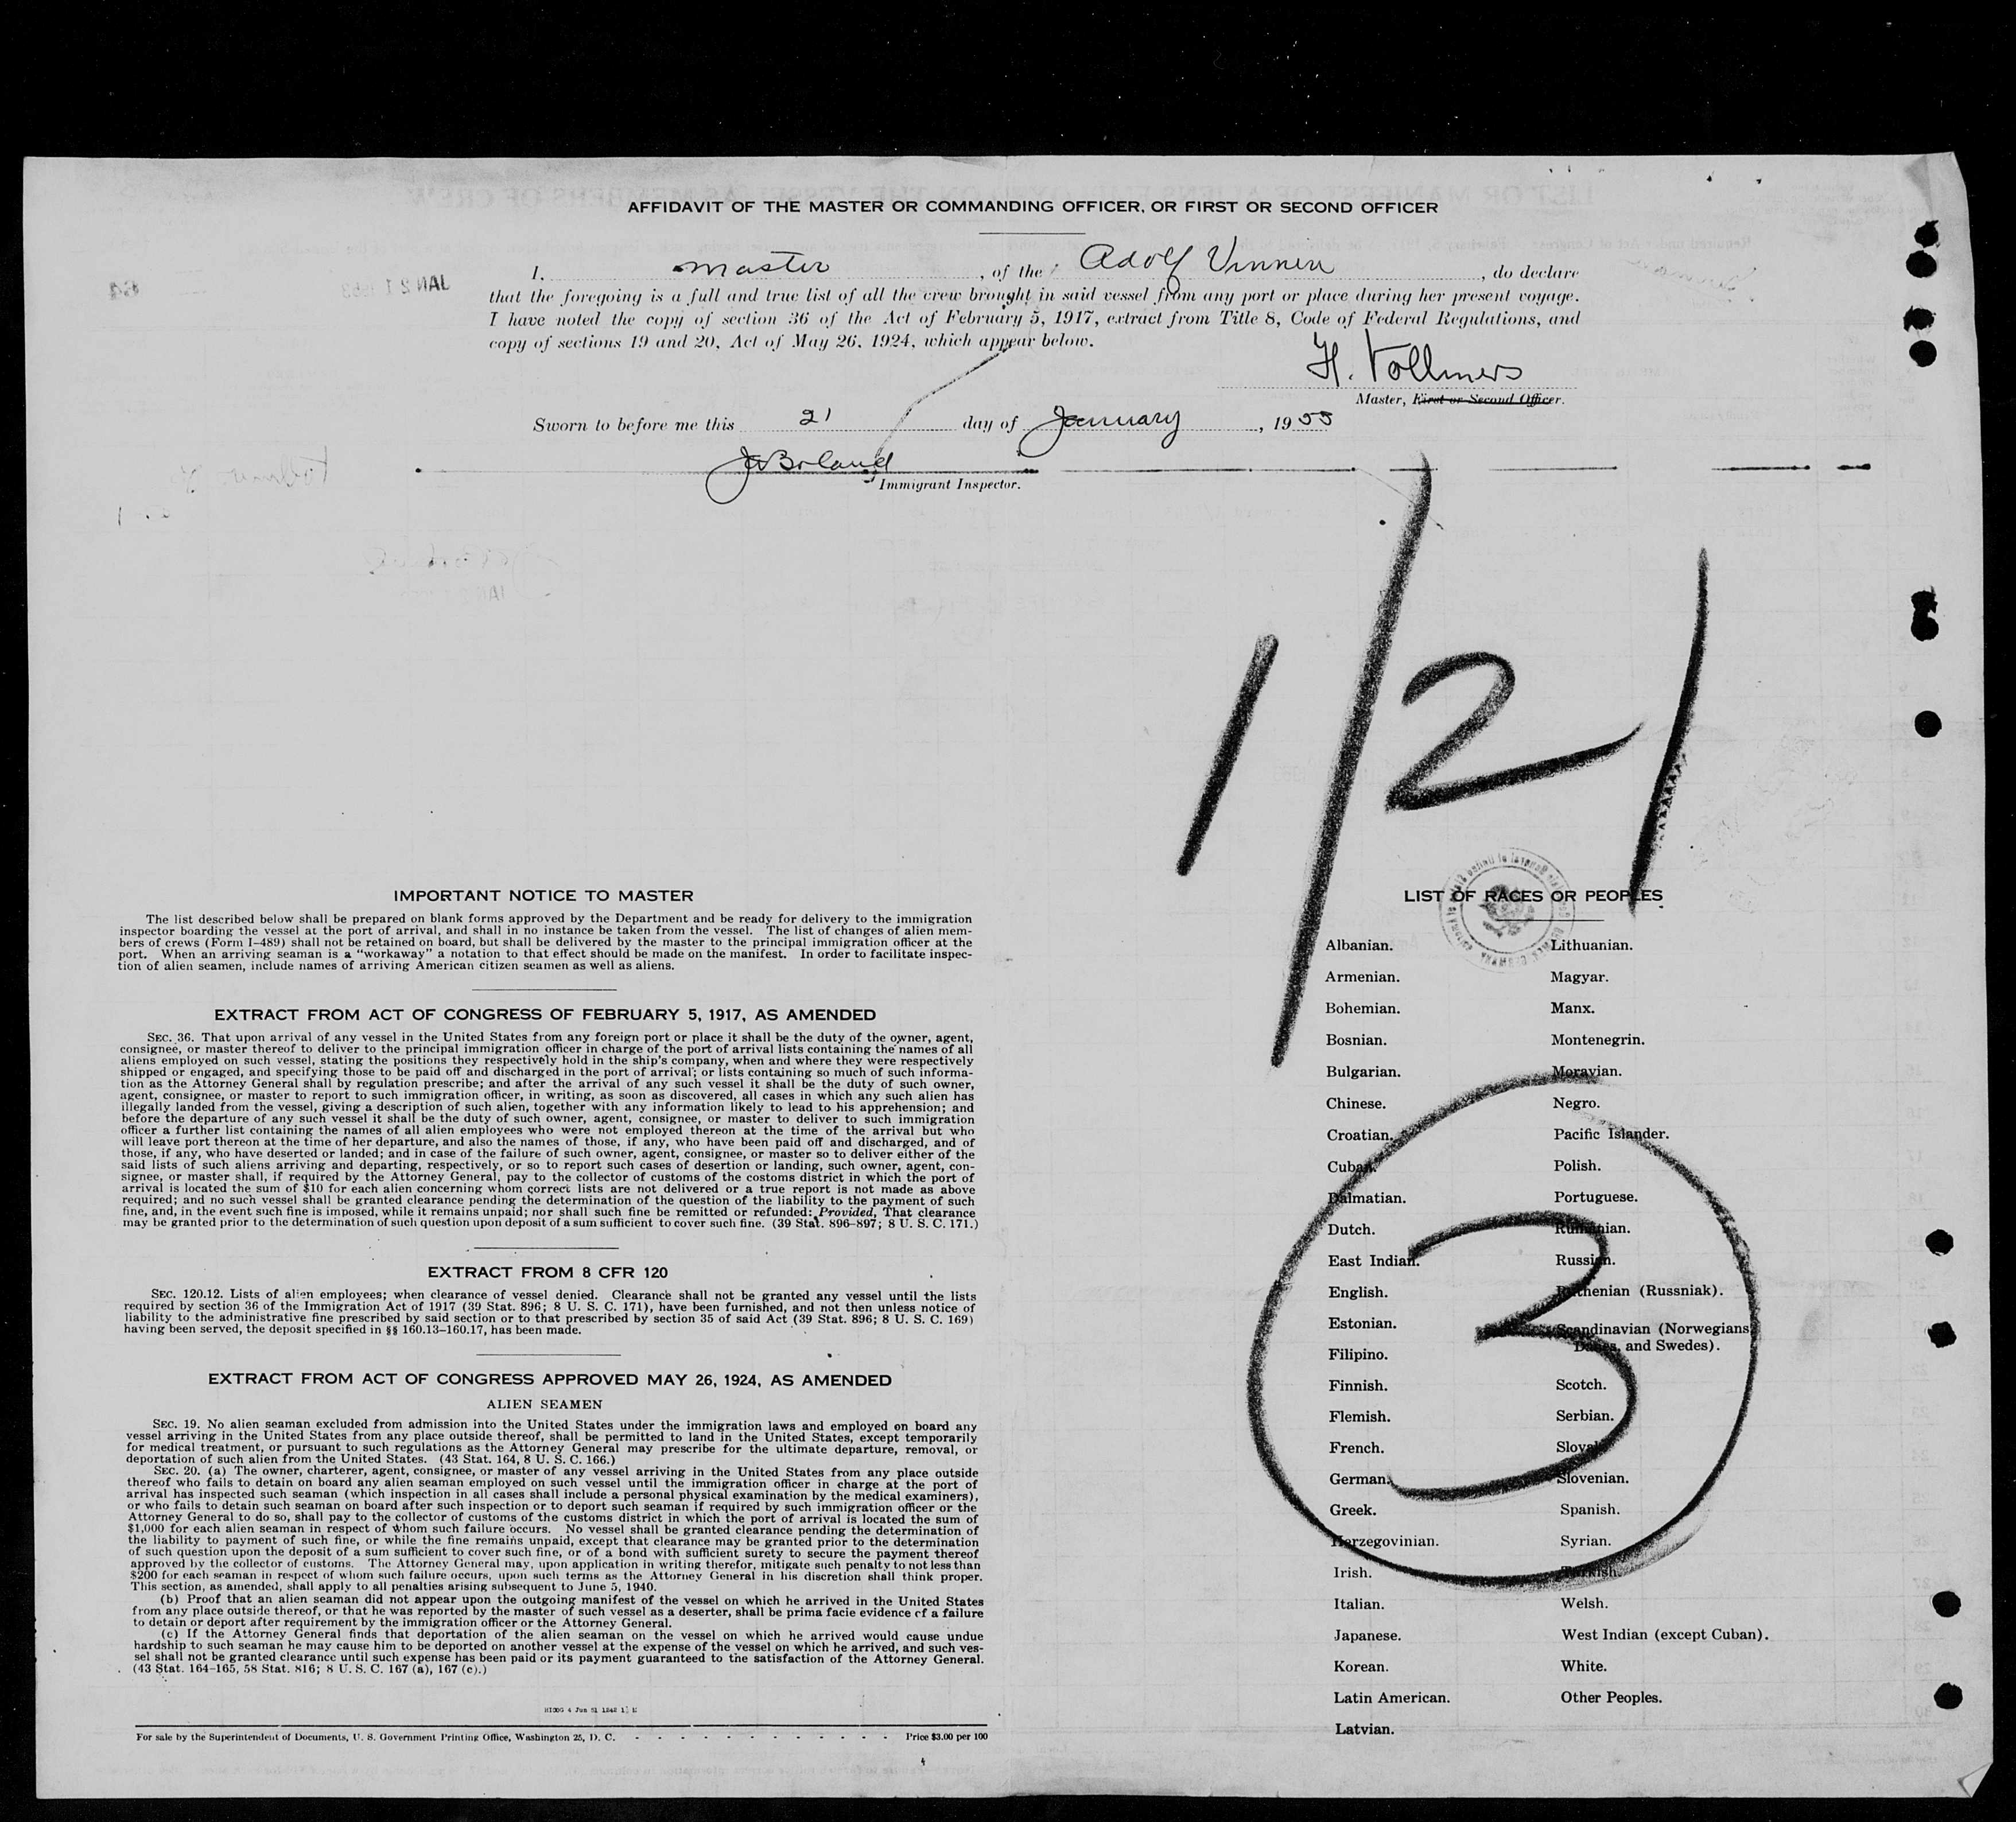 AFFIDAVIT OF THE MASTER OR COMMANDING OFFICER, OR FIRST OR SECOND OFFICER
I, Master, of the Adolf Vinnen, do declare
that the foregoing is a full and true list of all the crew brought in said vessel from any port or place during her present voyage.
I have noted the copy of section 36 of the Act of February 5, 1917, extract from Title 8, Code of Federal Regulations, and
copy of sections 19 and 20, Act of May 26, 1924, which appear below.
H. Vollmers
Master, First or Second Officer.
Sworn to before me this 21 day of January, 1953
Immigrant Inspector.
1/21
IMPORTANT NOTICE TO MASTER
The list described below shall be prepared on blank forms approved by the Department and be ready for delivery to the immigration
inspector boarding the vessel at the port of arrival, and shall in no instance be taken from the vessel. The list of changes of alien mem-
bers of crews (Form I-489) shall not be retained on board, but shall be delivered by the master to the principal immigration officer at the
port. When an arriving seaman is a "workaway" a notation to that effect should be made on the manifest. In order to facilitate inspec-
tion of alien seamen, include names of arriving American citizen seamen as well as aliens.
EXTRACT FROM ACT OF CONGRESS OF FEBRUARY 5, 1917, AS AMENDED
SEC. 36. That upon arrival of any vessel in the United States from any foreign port or place it shall be the duty of the owner, agent,
consignee, or master thereof to deliver to the principal immigration officer in charge of the port of arrival lists containing the names of all
aliens employed on such vessel, stating the positions they respectively hold in the ship's company, when and where they were respectively
shipped or engaged, and specifying those to be paid off and discharged in the port of arrival; or lists containing so much of such informa-
tion as the Attorney General shall by regulation prescribe; and after the arrival of any such vessel it shall be the duty of such owner,
agent, consignee, or master to report to such immigration officer, in writing, as soon as discovered, all cases in which any such alien has
illegally landed from the vessel, giving a description of such alien, together with any information likely to lead to his apprehension; and
before the departure of any such vessel it shall be the duty of such owner, agent, consignee, or master to deliver to such immigration
officer a further list containing the names of all alien employees who were not employed thereon at the time of the arrival but who
will leave port thereon at the time of her departure, and also the names of those, if any, who have been paid off and discharged, and of
those, if any, who have deserted or landed; and in case of the failure of such owner, agent, consignee, or master so to deliver either of the
said lists of such aliens arriving and departing, respectively, or so to report such cases of desertion or landing, such owner, agent, con-
signee, or master shall, if required by the Attorney General, pay to the collector of customs of the costoms district in which the port of
arrival is located the sum of $10 for each alien concerning whom correct lists are not delivered or a true report is not made as above
required; and no such vessel shall be granted clearance pending the determination of the question of the liability to the payment of such
fine, and, in the event such fine is imposed, while it remains unpaid; nor shall such fine be remitted or refunded: Provided, That clearance
may be granted prior to the determination of such question upon deposit of a sum sufficient to cover such fine. (39 Stat. 896-897; 8 U. S. C. 171.)
EXTRACT FROM 8 CFR 120
SEC. 120.12. Lists of alien employees; when clearance of vessel denied. Clearance shall not be granted any vessel until the lists
required by section 36 of the Immigration Act of 1917 (39 Stat. 896; 8 U. S. C. 171), have been furnished, and not then unless notice of
liability to the administrative fine prescribed by said section or to that prescribed by section 35 of said Act (39 Stat. 896; 8 U. S. C. 169)
having been served, the deposit specified in §§ 160.13-160.17, has been made.
EXTRACT FROM ACT OF CONGRESS APPROVED MAY 26, 1924, AS AMENDED
ALIEN SEAMEN
SEC. 19. No alien seaman excluded from admission into the United States under the immigration laws and employed on board any
vessel arriving in the United States from any place outside thereof, shall be permitted to land in the United States, except temporarily
for medical treatment, or pursuant to such regulations as the Attorney General may prescribe for the ultimate departure, removal, or
deportation of such alien from the United States. (43 Stat. 164, 8 U. S. C. 166.)
SEC. 20. (a) The owner, charterer, agent, consignee, or master of any vessel arriving in the United States from any place outside
thereof who fails to detain on board any alien seaman employed on such vessel until the immigration officer in charge at the port of
arrival has inspected such seaman (which inspection in all cases shall include a personal physical examination by the medical examiners),
or who fails to detain such seaman on board after such inspection or to deport such seaman if required by such immigration officer or the
Attorney General to do so, shall pay to the collector of customs of the customs district in which the port of arrival is located the sum of
$1,000 for each alien seaman in respect of whom such failure occurs. No vessel shall be granted clearance pending the determination of
the liability to payment of such fine, or while the fine remains unpaid, except that clearance may be granted prior to the determination
of such question upon the deposit of a sum sufficient to cover such fine, or of a bond with sufficient surety to secure the payment thereof
approved by the collector of customs. The Attorney General may, upon application in writing therefor, mitigate such penalty to not less than
$200 for each seaman in respect of whom such failure occurs, upon such terms as the Attorney General in his discretion shall think proper.
This section, as amended, shall apply to all penalties arising subsequent to June 5, 1940.
(b) Proof that an alien seaman did not appear upon the outgoing manifest of the vessel on which he arrived in the United States
from any place outside thereof, or that he was reported by the master of such vessel as a deserter, shall be prima facie evidence of a failure
to detain or deport after requirement by the immigration officer or the Attorney General.
(c) If the Attorney General finds that deportation of the alien seaman on the vessel on which he arrived would cause undue
hardship to such seaman he may cause him to be deported on another vessel at the expense of the vessel on which he arrived, and such ves-
sel shall not be granted clearance until such expense has been paid or its payment guaranteed to the satisfaction of the Attorney General.
(43 Stat. 164-165, 58 Stat. 816; 8 U. S. C. 167 (a), 167 (c).)
For sale by the Superintendent of Documents, U. S. Government Printing Office, Washington 25, D. C. - - - - - - - - - - - Price $3.00 per 100
LIST OF RACES OR PEOPLES
Albanian.
Armenian.
Bohemian.
Bosnian.
Bulgarian.
Chinese.
Croatian.
Cuban.
Dalmatian.
Dutch.
East Indian.
English.
Estonian.
Filipino.
Finnish.
Flemish.
French.
German.
Greek.
Herzegovinian.
Irish.
Italian.
Japanese.
Korean.
Latin American.
Latvian.
Lithuanian.
Magyar.
Manx.
Montenegrin.
Moravian.
Negro.
Pacific Islander.
Polish.
Portuguese.
Rumanian.
Russian.
Ruthenian (Russniak).
Scandinavian (Norwegians,
Danes, and Swedes).
Scotch.
Serbian.
Slovak.
Slovenian.
Spanish.
Syrian.
Turkish.
Welsh.
West Indian (except Cuban).
White.
Other Peoples.
3